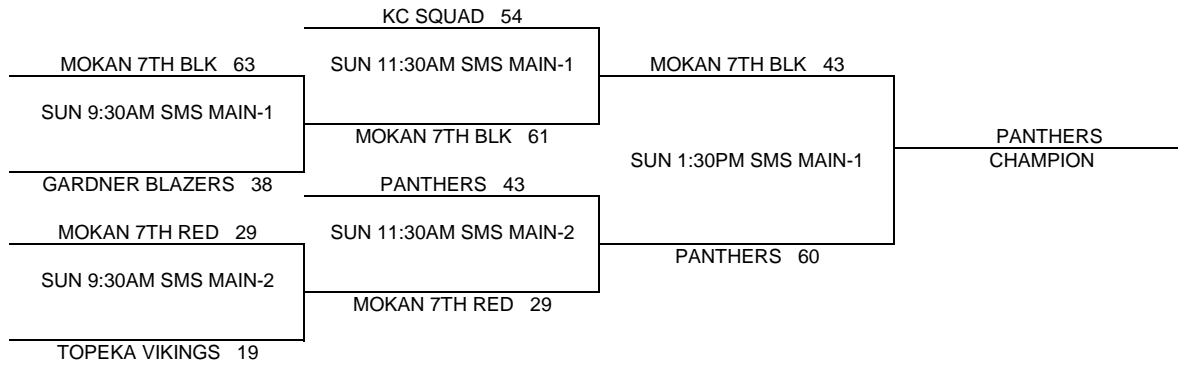 KC SQUAD 54
MOKAN 7TH BLK 63
SUN 11:30AM SMS MAIN-1
MOKAN 7TH BLK 43
SUN 9:30AM SMS MAIN-1
MOKAN 7TH BLK 61
PANTHERS
SUN 1:30PM SMS MAIN-1
CHAMPION
GARDNER BLAZERS 38
PANTHERS 43
MOKAN 7TH RED 29
SUN 11:30AM SMS MAIN-2
PANTHERS 60
SUN 9:30AM SMS MAIN-2
MOKAN 7TH RED 29
TOPEKA VIKINGS 19